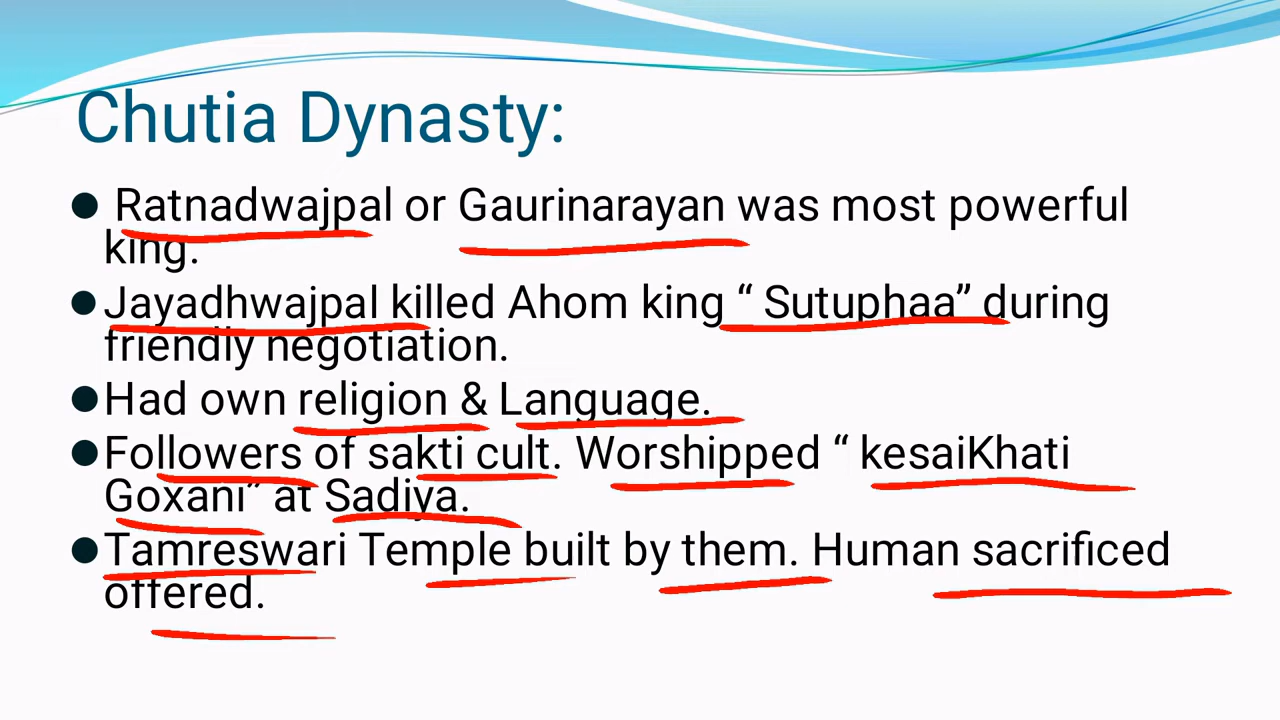 Chutia Dynasty:
● Ratnadwajpal or Gaurinarayan was most powerful
king.
● Jayadhwajpal killed Ahom king “ Sutuphaa” during
friendly negotiation.
● Had own religion & Language.
● Followers of sakti cult. Worshipped “ kesaiKhati
Goxani” at Sadiya.
● Tamreswari Temple built by them. Human sacrificed
offered.